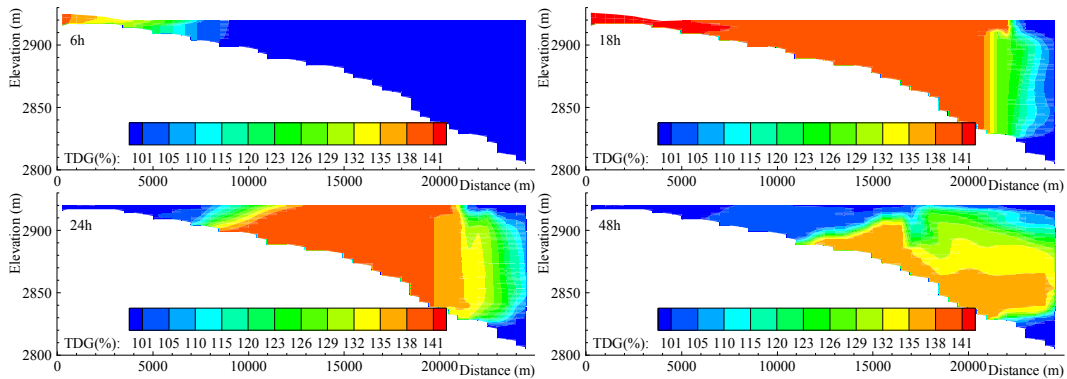 Elevation (m)
2900
2850
2800
6h
TDG(%): 101 105 110 115 120 123 126 129 132 135 138 141
0 5000 10000 15000 20000 Distance (m)
Elevation (m)
2900
2850
2800
18h
TDG(%): 101 105 110 115 120 123 126 129 132 135 138 141
0 5000 10000 15000 20000 Distance (m)
Elevation (m)
2900
2850
2800
24h
TDG(%): 101 105 110 115 120 123 126 129 132 135 138 141
0 5000 10000 15000 20000 Distance (m)
Elevation (m)
2900
2850
2800
48h
TDG(%): 101 105 110 115 120 123 126 129 132 135 138 141
0 5000 10000 15000 20000 Distance (m)